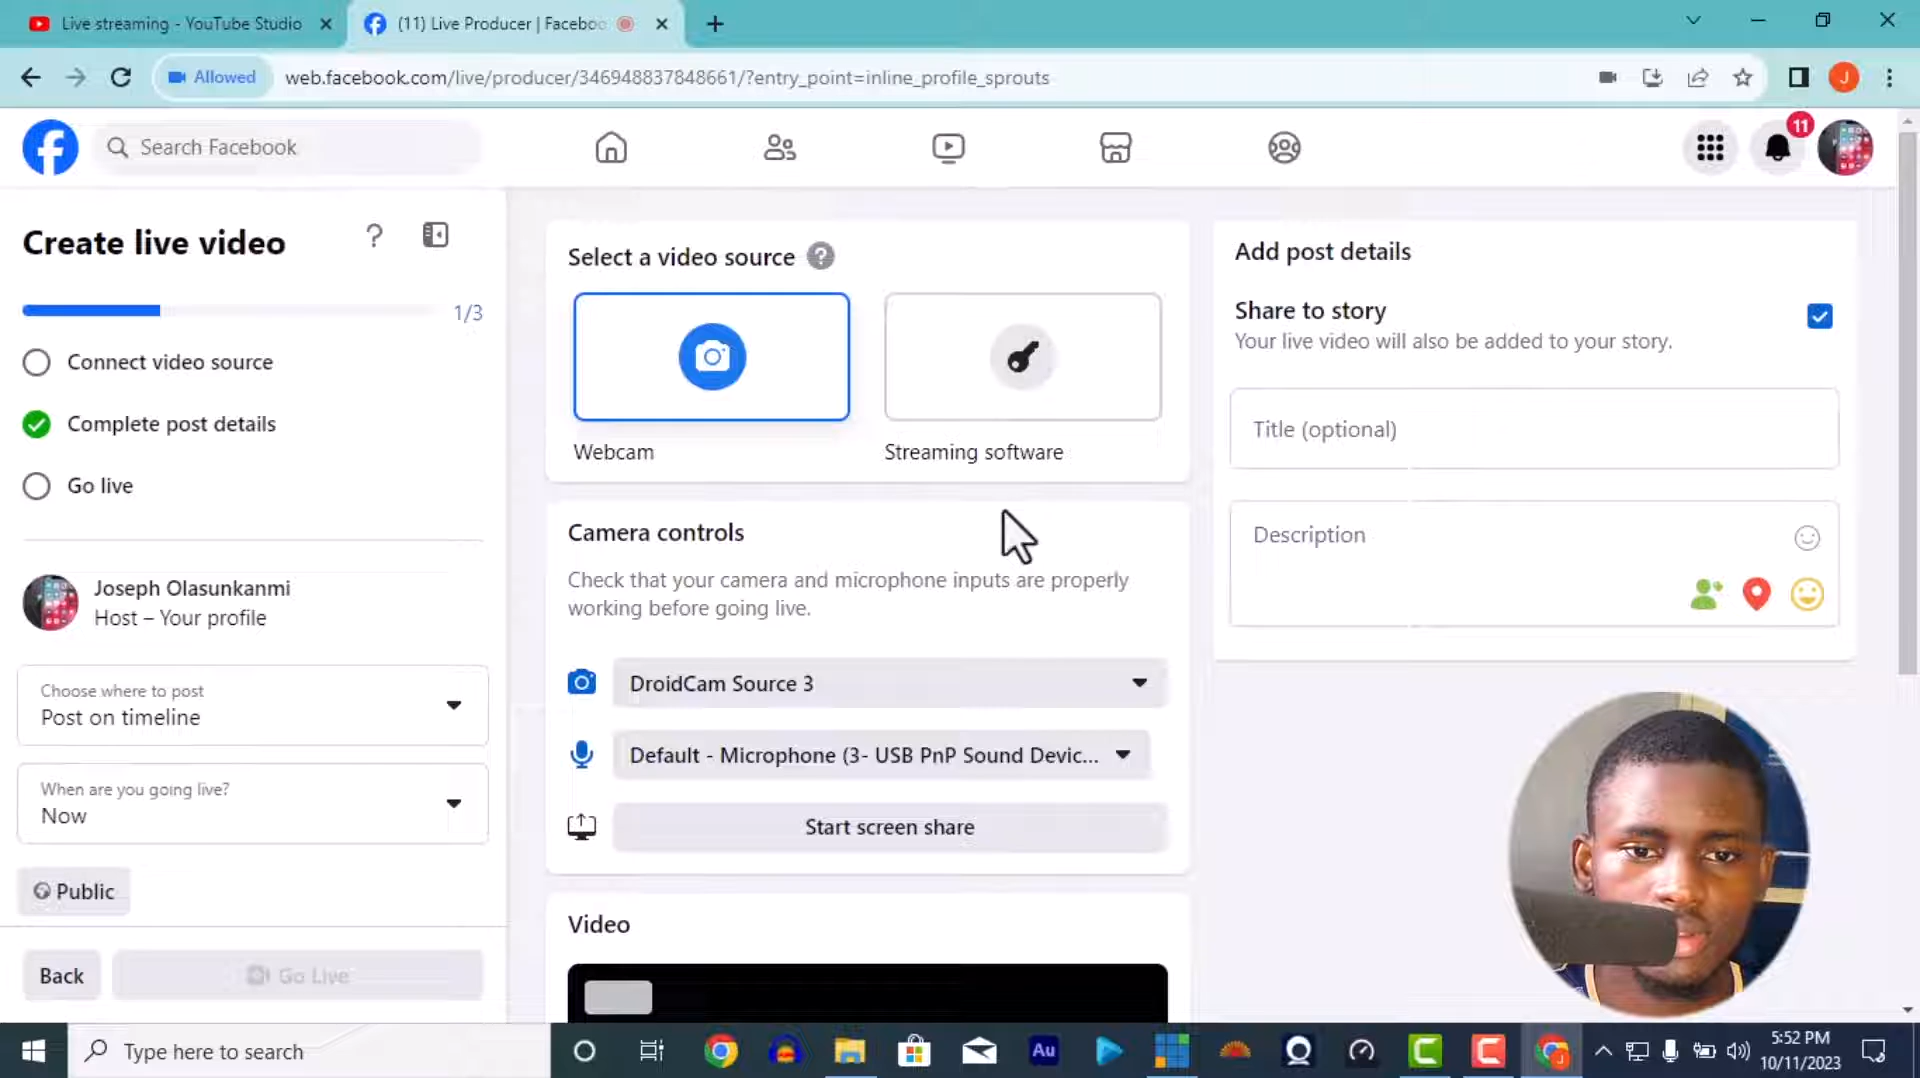 Live streaming - YouTube Studio
(11) Live Producer | Faceboo
Allowed
web.facebook.com/live/producer/346948837848661/?entry_point=inline_profile_sprouts
J
Search Facebook
11
Create live video
?
1/3
Connect video source
Complete post details
Go live
Joseph Olasunkanmi
Host – Your profile
Choose where to post
Post on timeline
When are you going live?
Now
Public
Back
Go Live
Select a video source
?
Webcam
Streaming software
Camera controls
Check that your camera and microphone inputs are properly
working before going live.
DroidCam Source 3
Default - Microphone (3- USB PnP Sound Devic...
Start screen share
Video
Add post details
Share to story
Your live video will also be added to your story.
Title (optional)
Description
Type here to search
Au
5:52 PM
10/11/2023